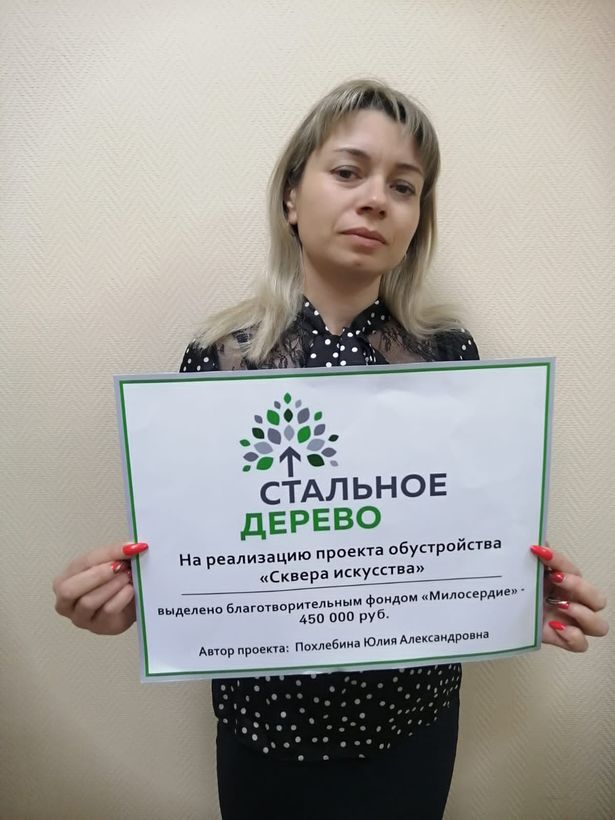 СТАЛЬНОЕ
ДЕРЕВО
На реализацию проекта обустройства
«Сквера искусства»
выделено благотворительным фондом «Милосердие» -
450 000 руб.
Автор проекта: Похлебина Юлия Александровна